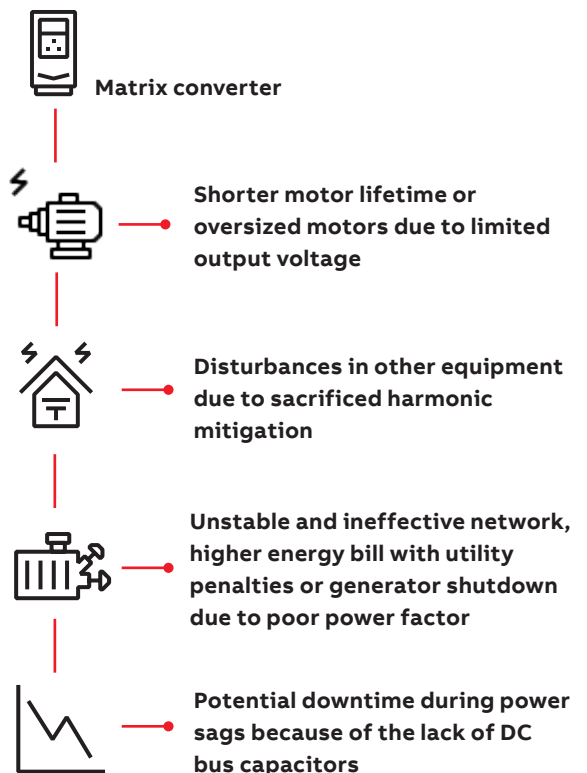 Matrix converter
Shorter motor lifetime or
oversized motors due to limited
output voltage
Disturbances in other equipment
due to sacrificed harmonic
mitigation
Unstable and ineffective network,
higher energy bill with utility
penalties or generator shutdown
due to poor power factor
Potential downtime during power
sags because of the lack of DC
bus capacitors